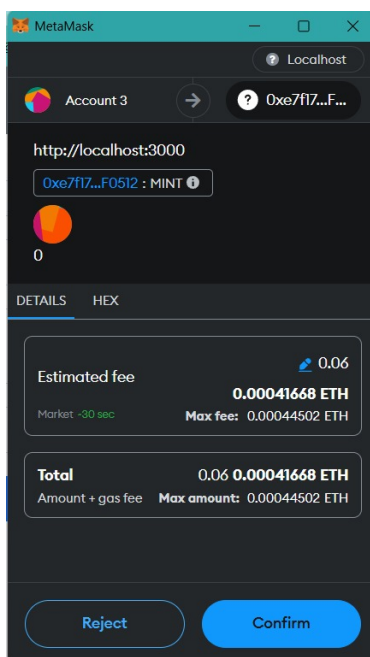 MetaMask
Localhost
Account 3
0xe7f17...F...
http://localhost:3000
0xe7f17...F0512 : MINT
0
DETAILS HEX
0.06
Estimated fee
0.00041668 ETH
Market -30 sec Max fee: 0.00044502 ETH
Total 0.06 0.00041668 ETH
Amount + gas fee Max amount: 0.00044502 ETH
Reject Confirm